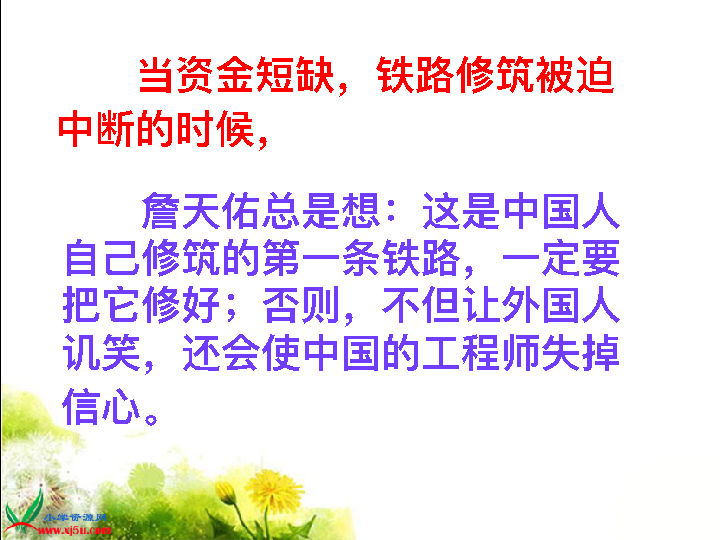 当资金短缺，铁路修筑被迫
中断的时候，
詹天佑总是想：这是中国人
自己修筑的第一条铁路，一定要
把它修好；否则，不但让外国人
讥笑，还会使中国的工程师失掉
信心。
小学资源网
www.xj5u.com